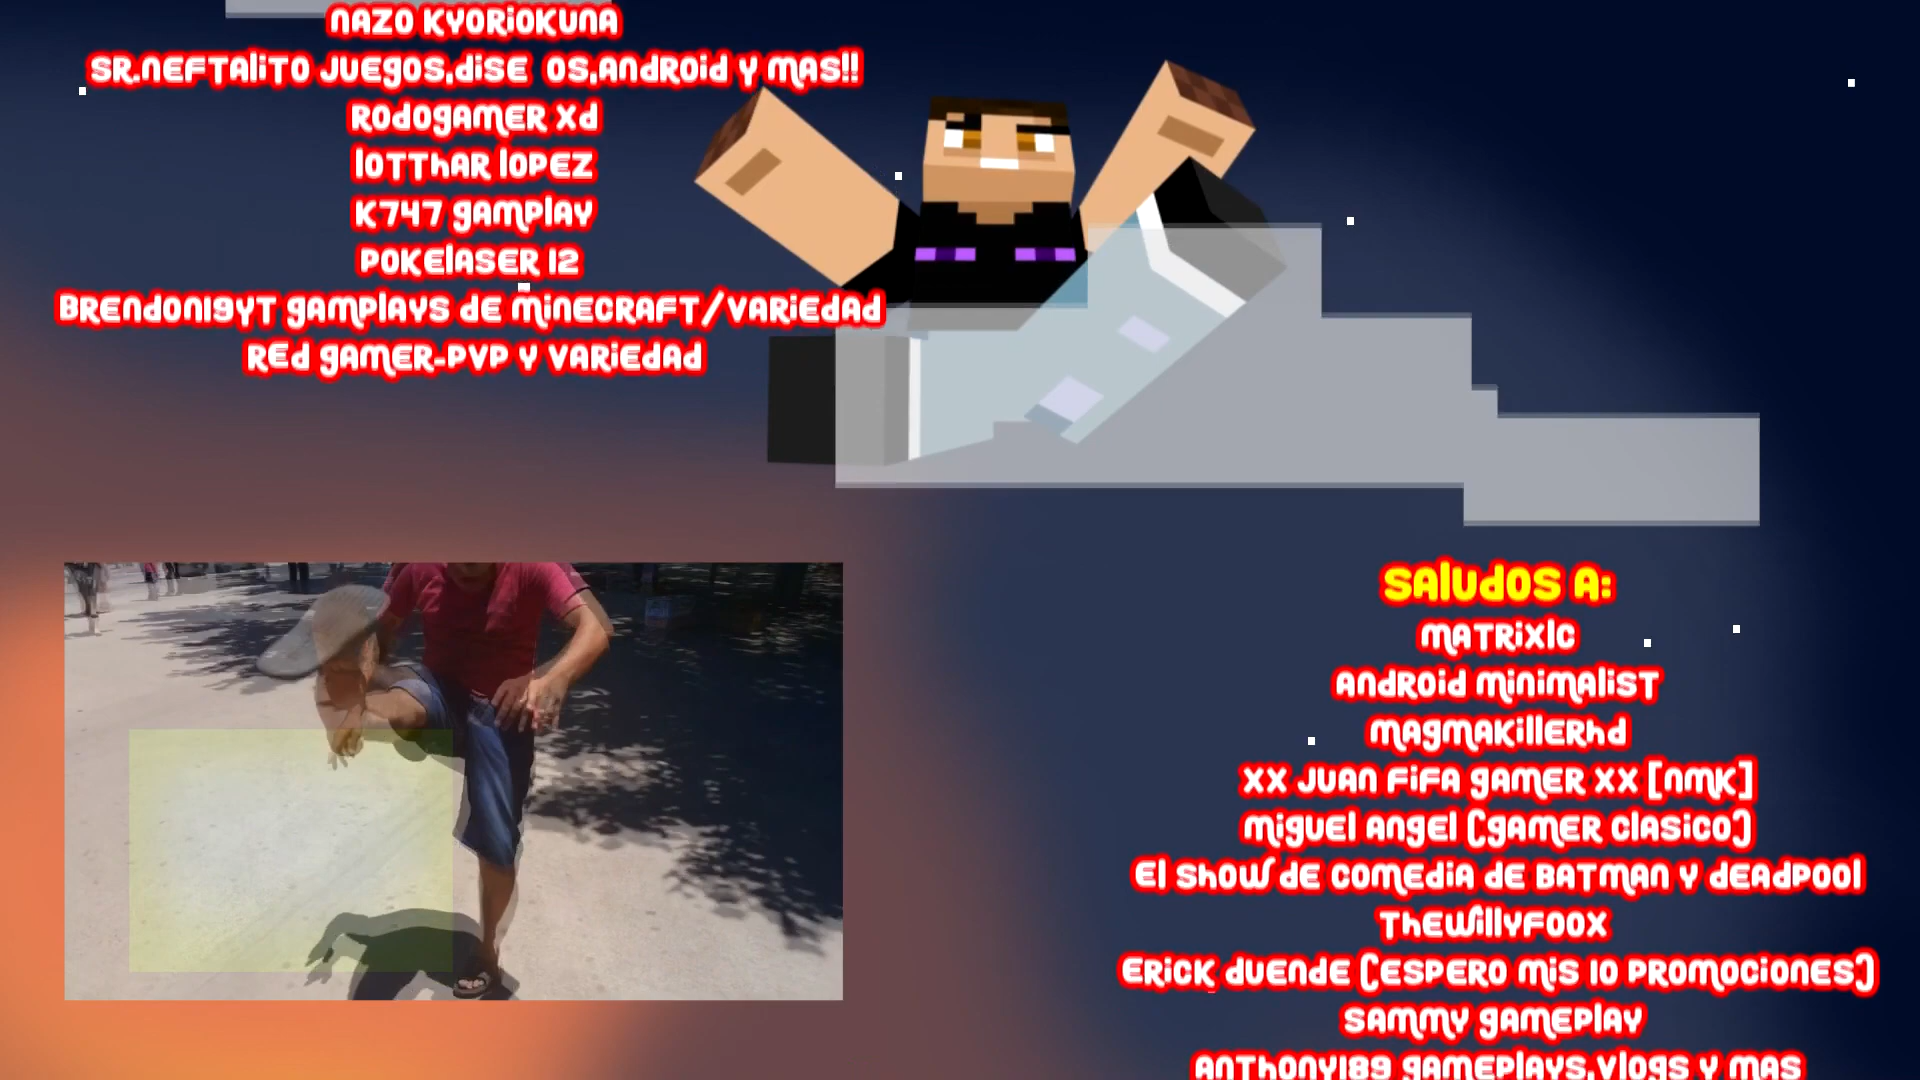 NAZO KYORIOKUNA
SR.NEFTALITO JUEGOS,DISE OS,ANDROID Y MAS!!
RODOGAMER XD
LOTTHAR LOPEZ
K747 GAMPLAY
POKELASER 12
BRENDON19YT GAMPLAYS DE MINECRAFT/VARIEDAD
RED GAMER-PVP Y VARIEDAD
SALUDOS A:
MATRIXLC
ANDROID MINIMALIST
MAGMAKILLERHD
XX JUAN FIFA GAMER XX [NMK]
MIGUEL ANGEL (GAMER CLASICO)
EL SHOW DE COMEDIA DE BATMAN Y DEADPOOL
THEWILLYFOOX
ERICK DUENDE (ESPERO MIS 10 PROMOCIONES)
SAMMY GAMEPLAY
ANTHONY189 GAMEPLAYS,VLOGS Y MAS